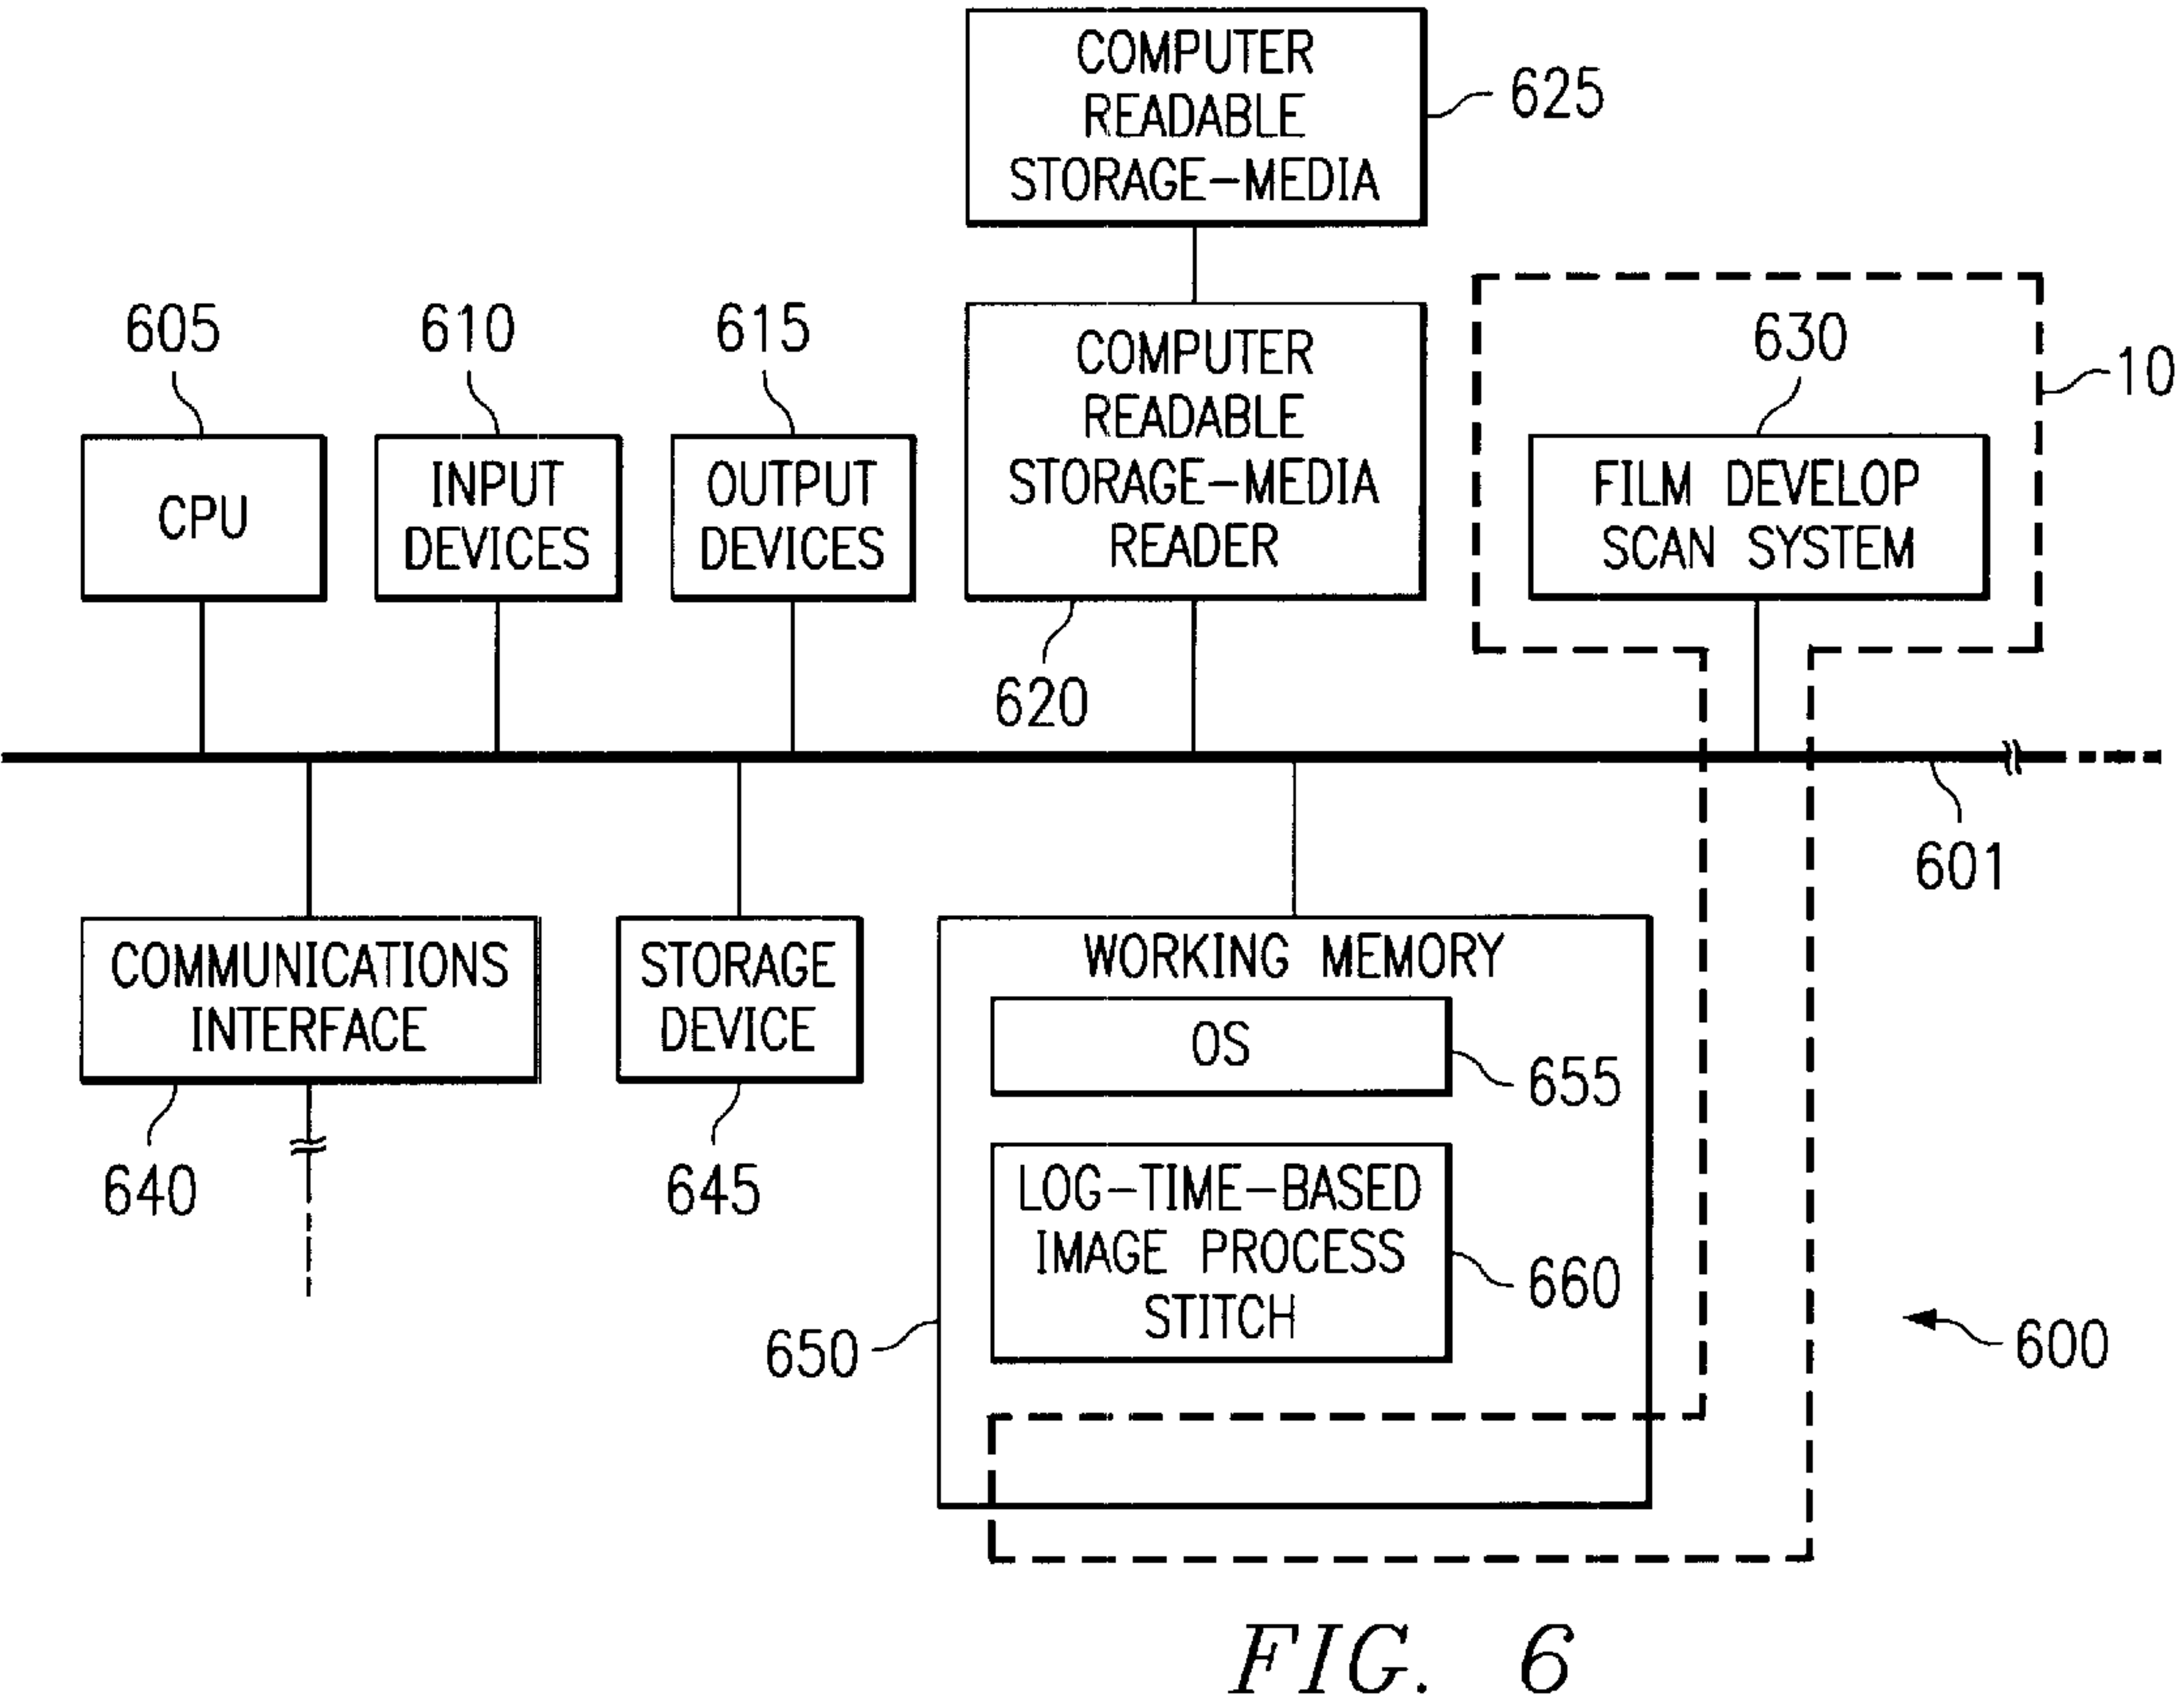 COMPUTER
READABLE
STORAGE-MEDIA
625
605
610
615
COMPUTER
READABLE
STORAGE-MEDIA
READER
630
10
CPU
INPUT
DEVICES
OUTPUT
DEVICES
FILM DEVELOP
SCAN SYSTEM
620
601
COMMUNICATIONS
INTERFACE
STORAGE
DEVICE
WORKING MEMORY
OS
655
640
645
LOG-TIME-BASED
IMAGE PROCESS
STITCH
660
650
600
FIG. 6